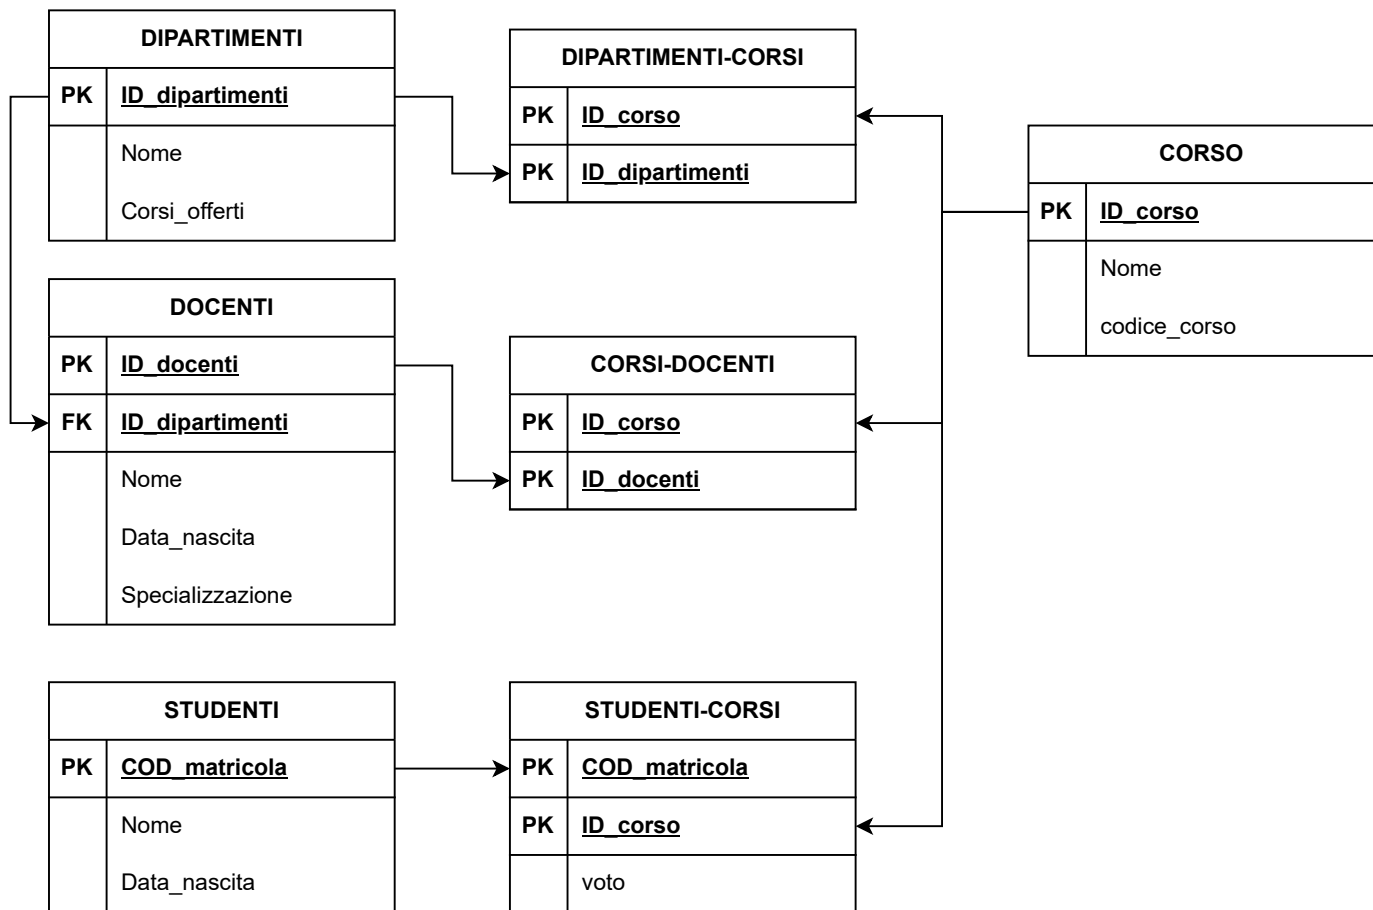 DIPARTIMENTI
PK ID_dipartimenti
Nome
Corsi_offerti
DIPARTIMENTI-CORSI
PK ID_corso
PK ID_dipartimenti
CORSO
PK ID_corso
Nome
codice_corso
DOCENTI
PK ID_docenti
FK ID_dipartimenti
Nome
Data_nascita
Specializzazione
CORSI-DOCENTI
PK ID_corso
PK ID_docenti
STUDENTI
PK COD_matricola
Nome
Data_nascita
STUDENTI-CORSI
PK COD_matricola
PK ID_corso
voto